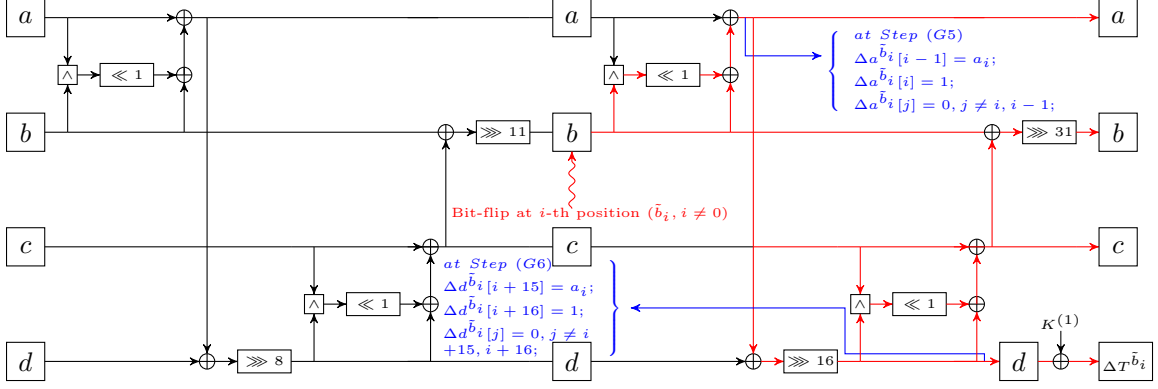 a
a
a
∧
≪ 1
∧
≪ 1
at Step (G5)
Δa^{b̃_i}[i − 1] = a_i;
Δa^{b̃_i}[i] = 1;
Δa^{b̃_i}[j] = 0, j ≠ i, i − 1;
b
⋙ 11
b
⋙ 31
b
Bit-flip at i-th position (b̃_i, i ≠ 0)
c
c
c
at Step (G6)
Δd^{b̃_i}[i + 15] = a_i;
Δd^{b̃_i}[i + 16] = 1;
Δd^{b̃_i}[j] = 0, j ≠ i
+15, i + 16;
∧
≪ 1
∧
≪ 1
K^{(1)}
d
⋙ 8
d
⋙ 16
d
ΔT^{b̃_i}